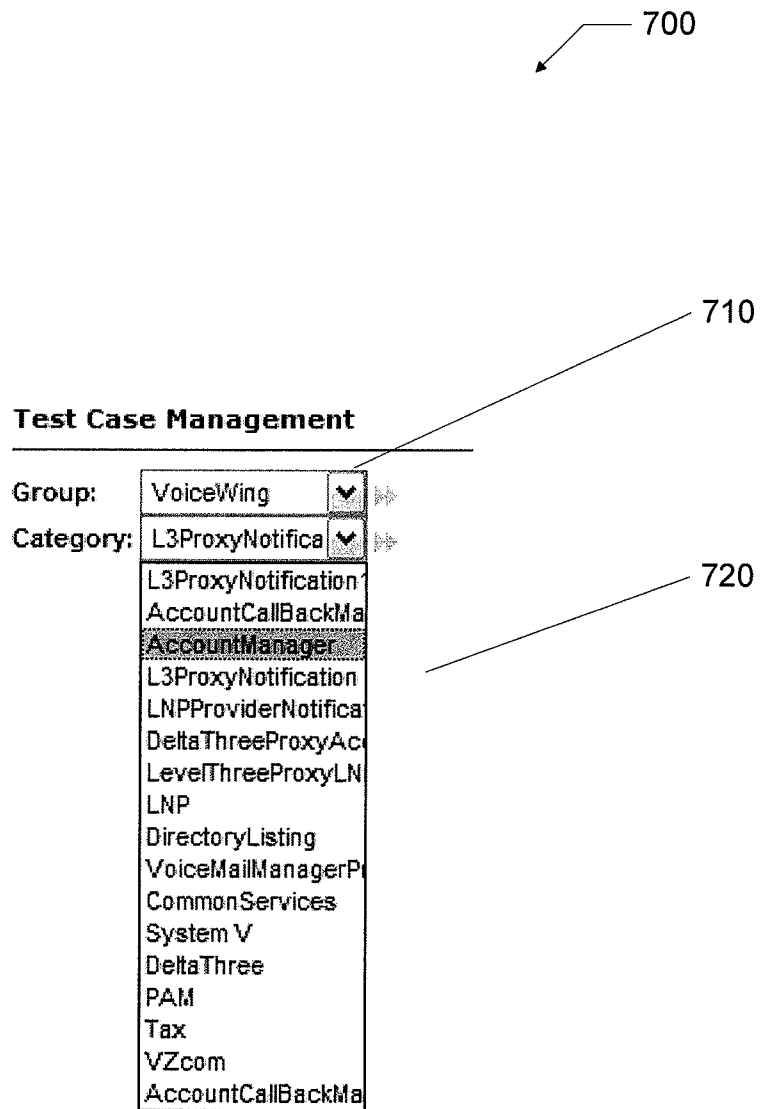 700
710
Test Case Management
Group: VoiceWing
Category: L3ProxyNotifica
L3ProxyNotification
AccountCallBackMa
AccountManager
L3ProxyNotification
720
LNPProviderNotifica
DeltaThreeProxyAc
LevelThreeProxyLN
LNP
DirectoryListing
VoiceMailManagerP
CommonServices
System V
DeltaThree
PAM
Tax
VZcom
AccountCallBackMa